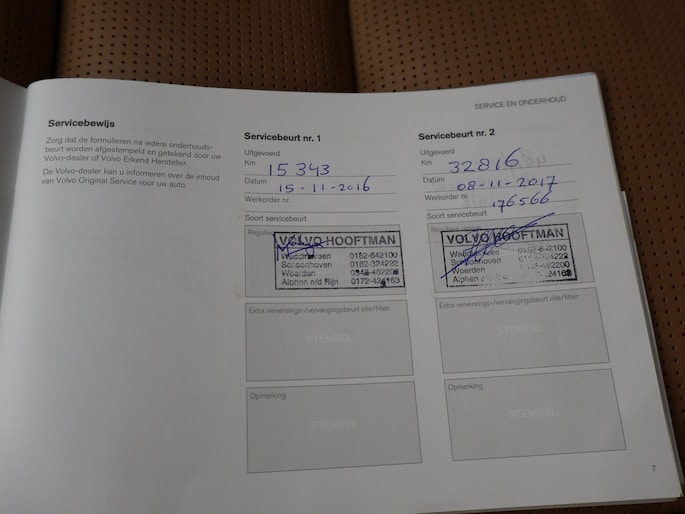 SERVICE EN ONDERHOUD
Servicebewijs
Zorg dat de formulieren na iedere onderhouds-
beurt worden afgestempeld en getekend door uw
Volvo-dealer of Volvo Erkend Hersteller.
De Volvo-dealer kan u informeren over de inhoud
van Volvo Original Service voor uw auto.
Servicebeurt nr. 1
Uitgevoerd
Km 15343
Datum 15-11-2016
Werkorder nr.
Soort servicebeurt
VOLVO HOOFTMAN
Waddinxveen 0182-642100
Schoonhoven 0182-324222
Woerden 0348-482200
Alphen a/d Rijn 0172-424163
Extra verversings-/vervangingsbeurt olie/filter:
STEMPEL
Opmerking
STEMPEL
Servicebeurt nr. 2
Uitgevoerd
Km 32816
Datum 08-11-2017
Werkorder nr. 176566
Soort servicebeurt
VOLVO HOOFTMAN
Schoonhoven
Woerden
Alphen
Extra verversings-/vervangingsbeurt olie/filter:
STEMPEL
Opmerking
STEMPEL
7